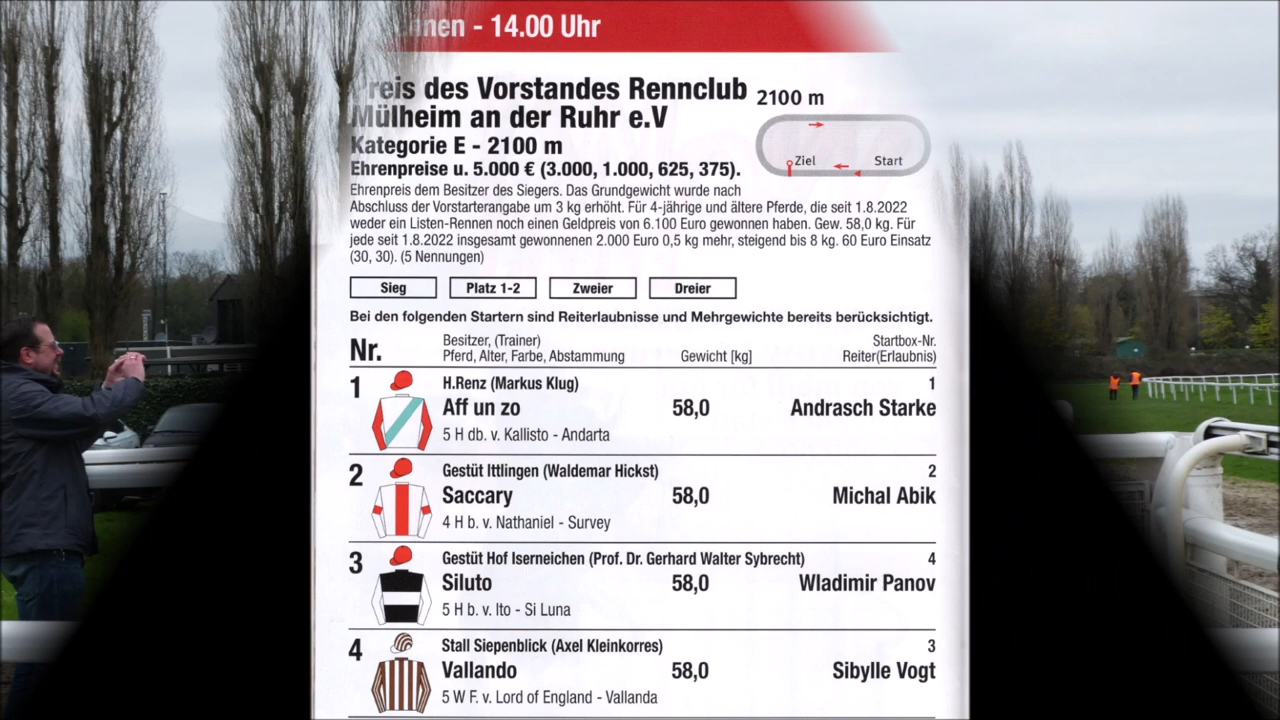 nnen - 14.00 Uhr
Preis des Vorstandes Rennclub
Mülheim an der Ruhr e.V
2100 m
Kategorie E - 2100 m
Ehrenpreise u. 5.000 € (3.000, 1.000, 625, 375).
Ziel
Start
Ehrenpreis dem Besitzer des Siegers. Das Grundgewicht wurde nach
Abschluss der Vorstarterangabe um 3 kg erhöht. Für 4-jährige und ältere Pferde, die seit 1.8.2022
weder ein Listen-Rennen noch einen Geldpreis von 6.100 Euro gewonnen haben. Gew. 58,0 kg. Für
jede seit 1.8.2022 insgesamt gewonnenen 2.000 Euro 0,5 kg mehr, steigend bis 8 kg. 60 Euro Einsatz
(30, 30). (5 Nennungen)
Sieg Platz 1-2 Zweier Dreier
Bei den folgenden Startern sind Reiterlaubnisse und Mehrgewichte bereits berücksichtigt.
Nr. Besitzer, (Trainer) Startbox-Nr.
Pferd, Alter, Farbe, Abstammung Gewicht [kg] Reiter(Erlaubnis)
1 H.Renz (Markus Klug) 1
Aff un zo 58,0 Andrasch Starke
5 H db. v. Kallisto - Andarta
2 Gestüt Ittlingen (Waldemar Hickst) 2
Saccary 58,0 Michal Abik
4 H b. v. Nathaniel - Survey
3 Gestüt Hof Iserneichen (Prof. Dr. Gerhard Walter Sybrecht) 4
Siluto 58,0 Wladimir Panov
5 H b. v. Ito - Si Luna
4 Stall Siepenblick (Axel Kleinkorres) 3
Vallando 58,0 Sibylle Vogt
5 W F. v. Lord of England - Vallanda